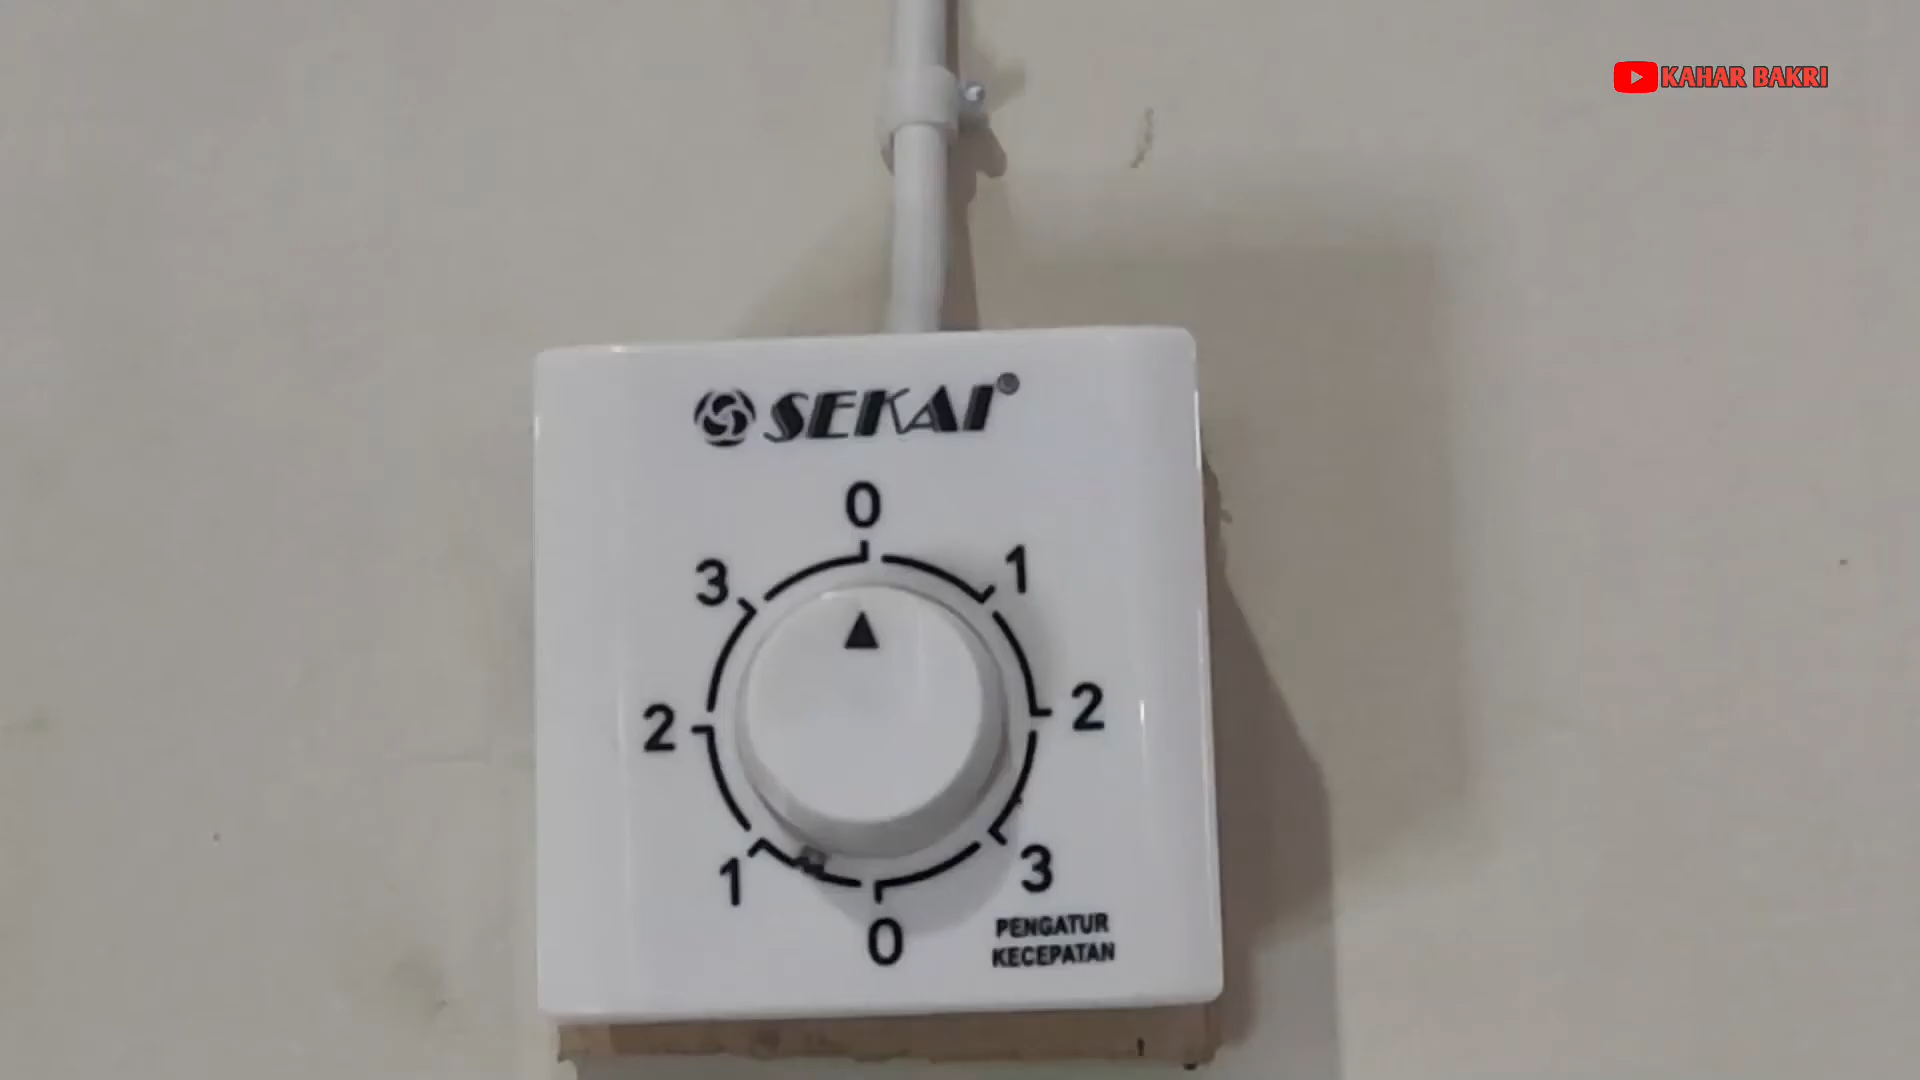 KAHAR BAKRI
SEKAI®
0
3 1
2 2
1 3
0
PENGATUR
KECEPATAN